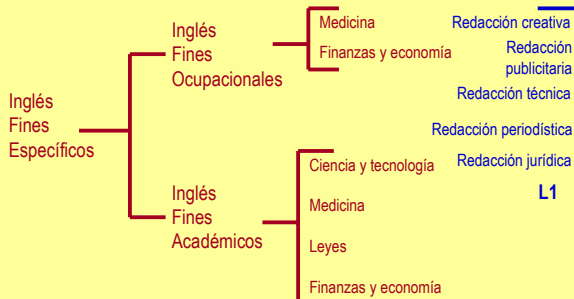 Inglés
Fines
Específicos
Inglés
Fines
Ocupacionales
Medicina
Finanzas y economía
Inglés
Fines
Académicos
Ciencia y tecnología
Medicina
Leyes
Finanzas y economía
Redacción creativa
Redacción
publicitaria
Redacción técnica
Redacción periodística
Redacción jurídica
L1